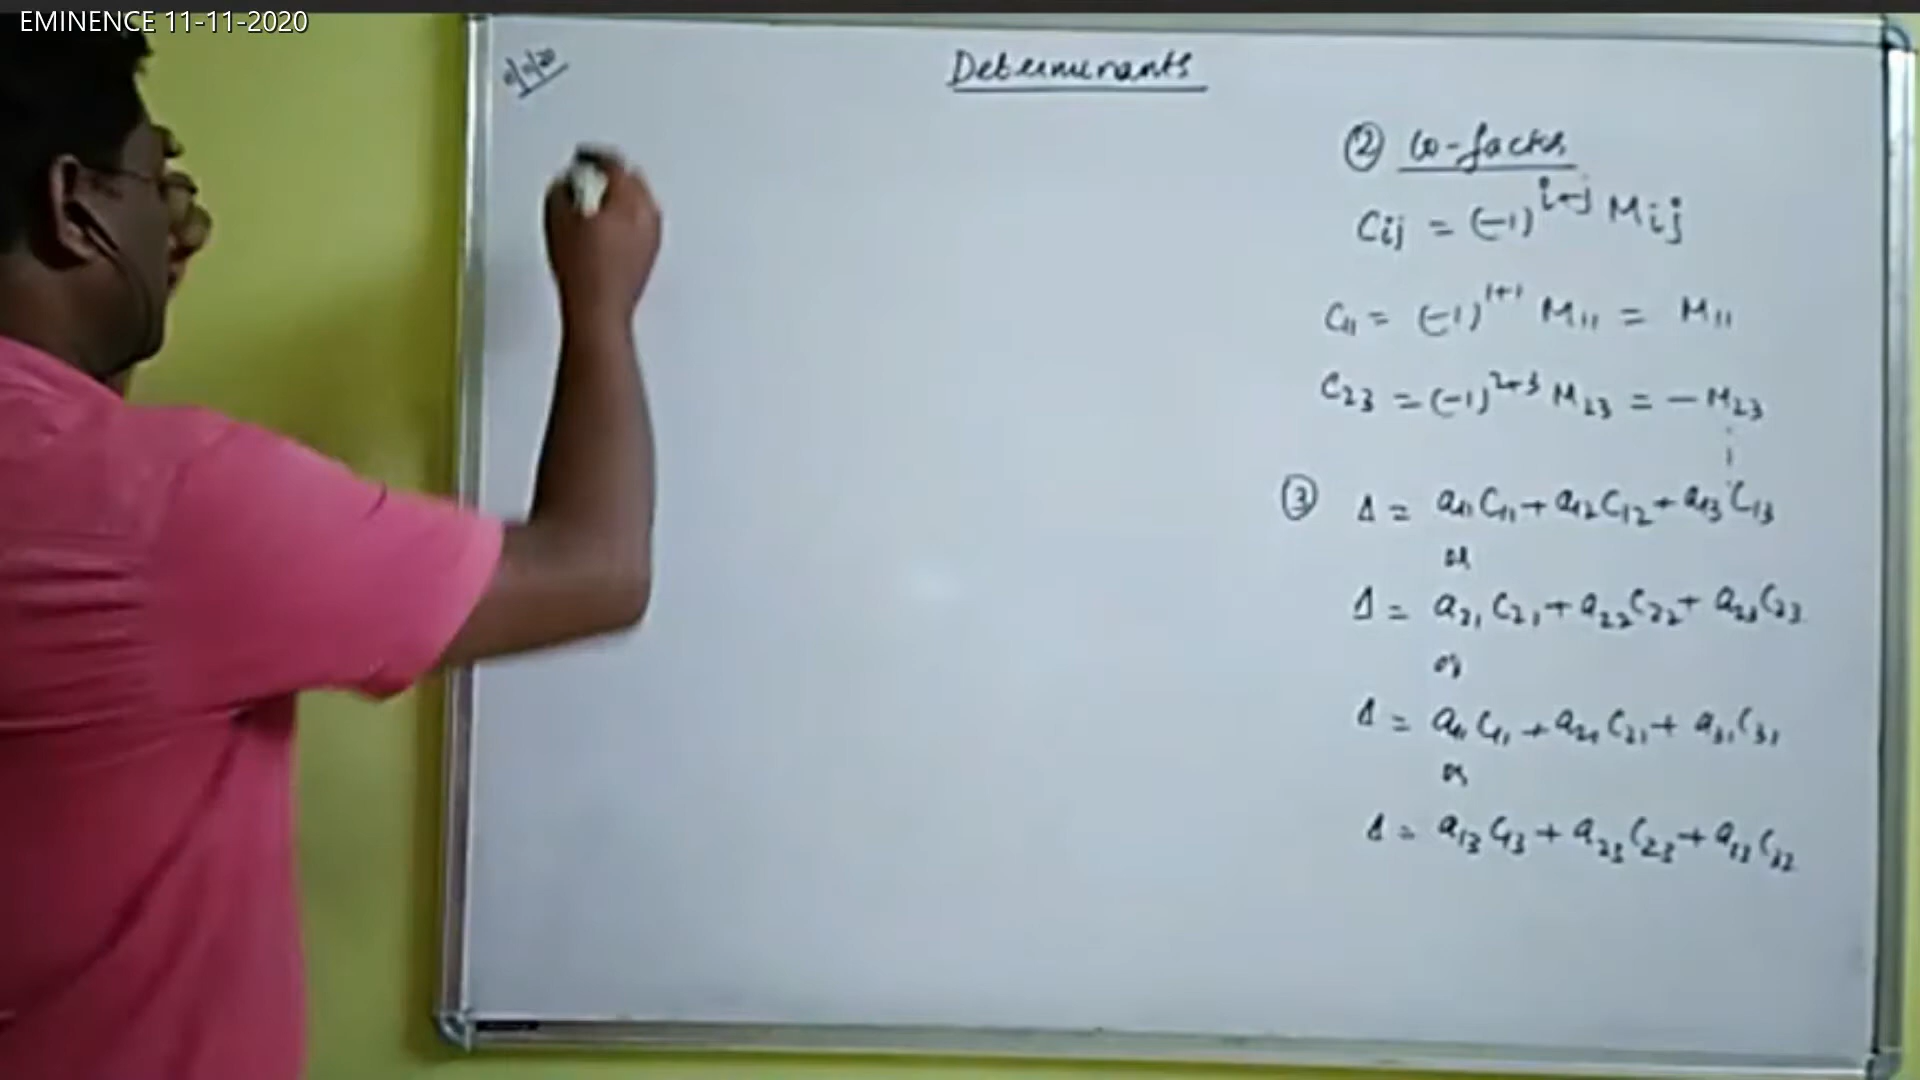 EMINENCE 11-11-2020
Determinants
② Co-factors
Cij = (-1)^{i+j} Mij
C₁₁ = (-1)^{1+1} M₁₁ = M₁₁
C₂₃ = (-1)^{2+3} M₂₃ = - M₂₃
③ Δ = a₁₁C₁₁ + a₁₂C₁₂ + a₁₃C₁₃
or
Δ = a₂₁C₂₁ + a₂₂C₂₂ + a₂₃C₂₃
or
Δ = a₁₁C₁₁ + a₂₁C₂₁ + a₃₁C₃₁
or
Δ = a₁₃C₁₃ + a₂₃C₂₃ + a₃₃C₃₃